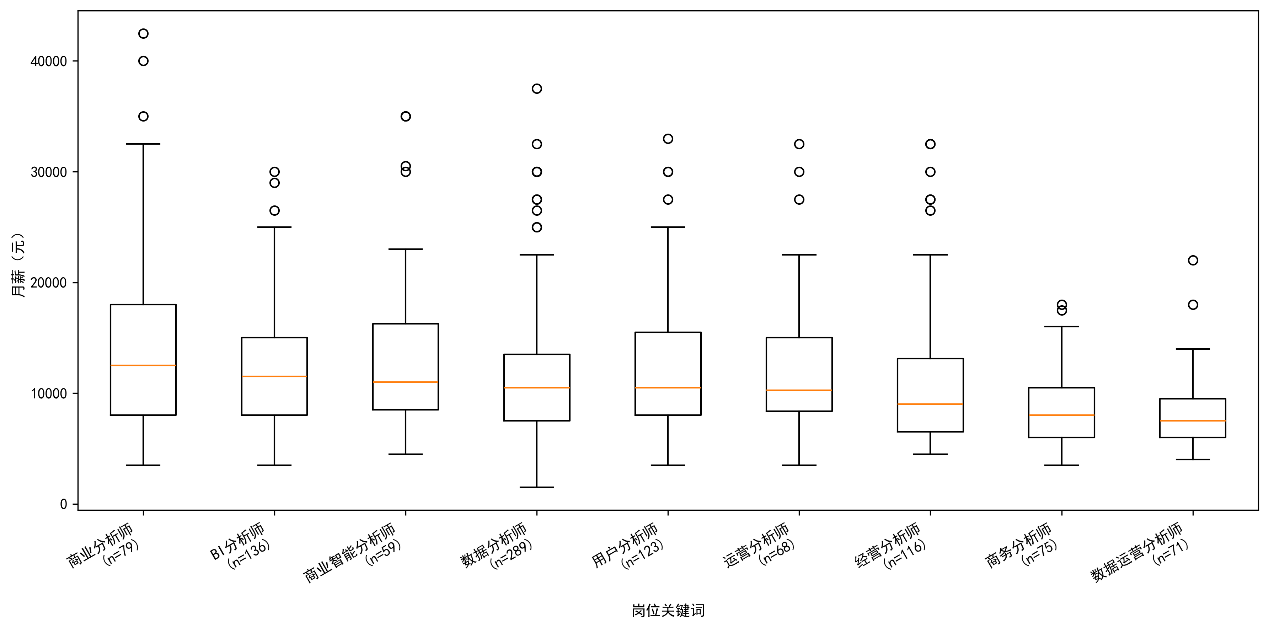 40000
30000
20000
10000
0
月薪（元）
商业分析师
(n=79)
BI分析师
(n=136)
商业智能分析师
(n=59)
数据分析师
(n=289)
用户分析师
(n=123)
运营分析师
(n=68)
经营分析师
(n=116)
商务分析师
(n=75)
数据运营分析师
(n=71)
岗位关键词